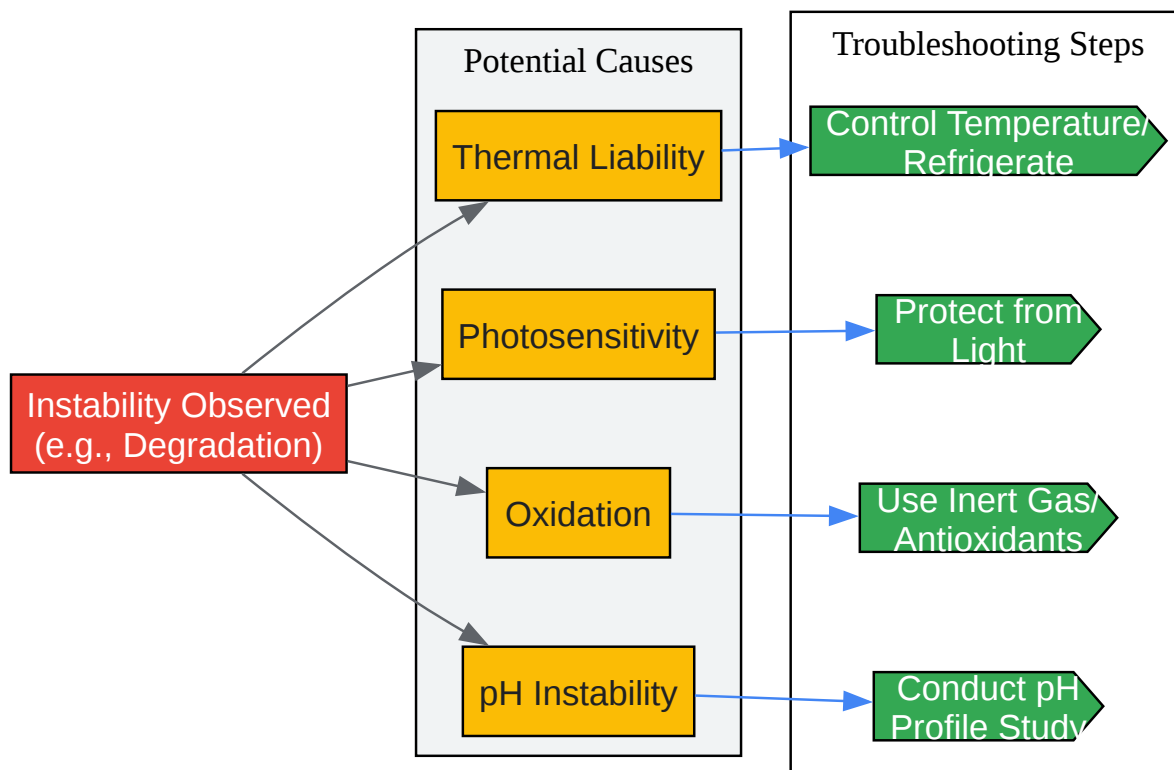 Potential Causes
Troubleshooting Steps
Thermal Liability
Control Temperature/
Refrigerate
Photosensitivity
Protect from
Light
Instability Observed
(e.g., Degradation)
Oxidation
Use Inert Gas/
Antioxidants
pH Instability
Conduct pH
Profile Study